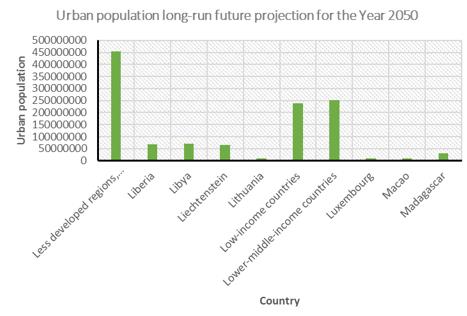 Urban population long-run future projection for the Year 2050
500000000
450000000
400000000
350000000
300000000
250000000
200000000
150000000
100000000
50000000
0
Urban population
Less developed regions,...
Liberia
Libya
Liechtenstein
Lithuania
Low-income countries
Lower-middle-income countries
Luxembourg
Macao
Madagascar
Country